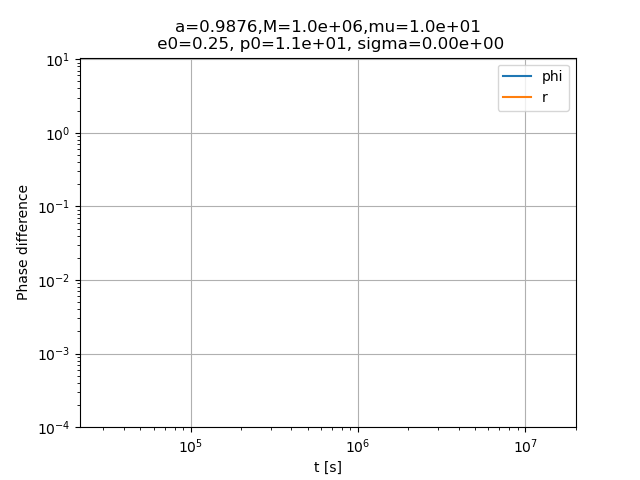 a=0.9876,M=1.0e+06,mu=1.0e+01
e0=0.25, p0=1.1e+01, sigma=0.00e+00
phi
r
Phase difference
10¹
10⁰
10⁻¹
10⁻²
10⁻³
10⁻⁴
10⁵
10⁶
10⁷
t [s]